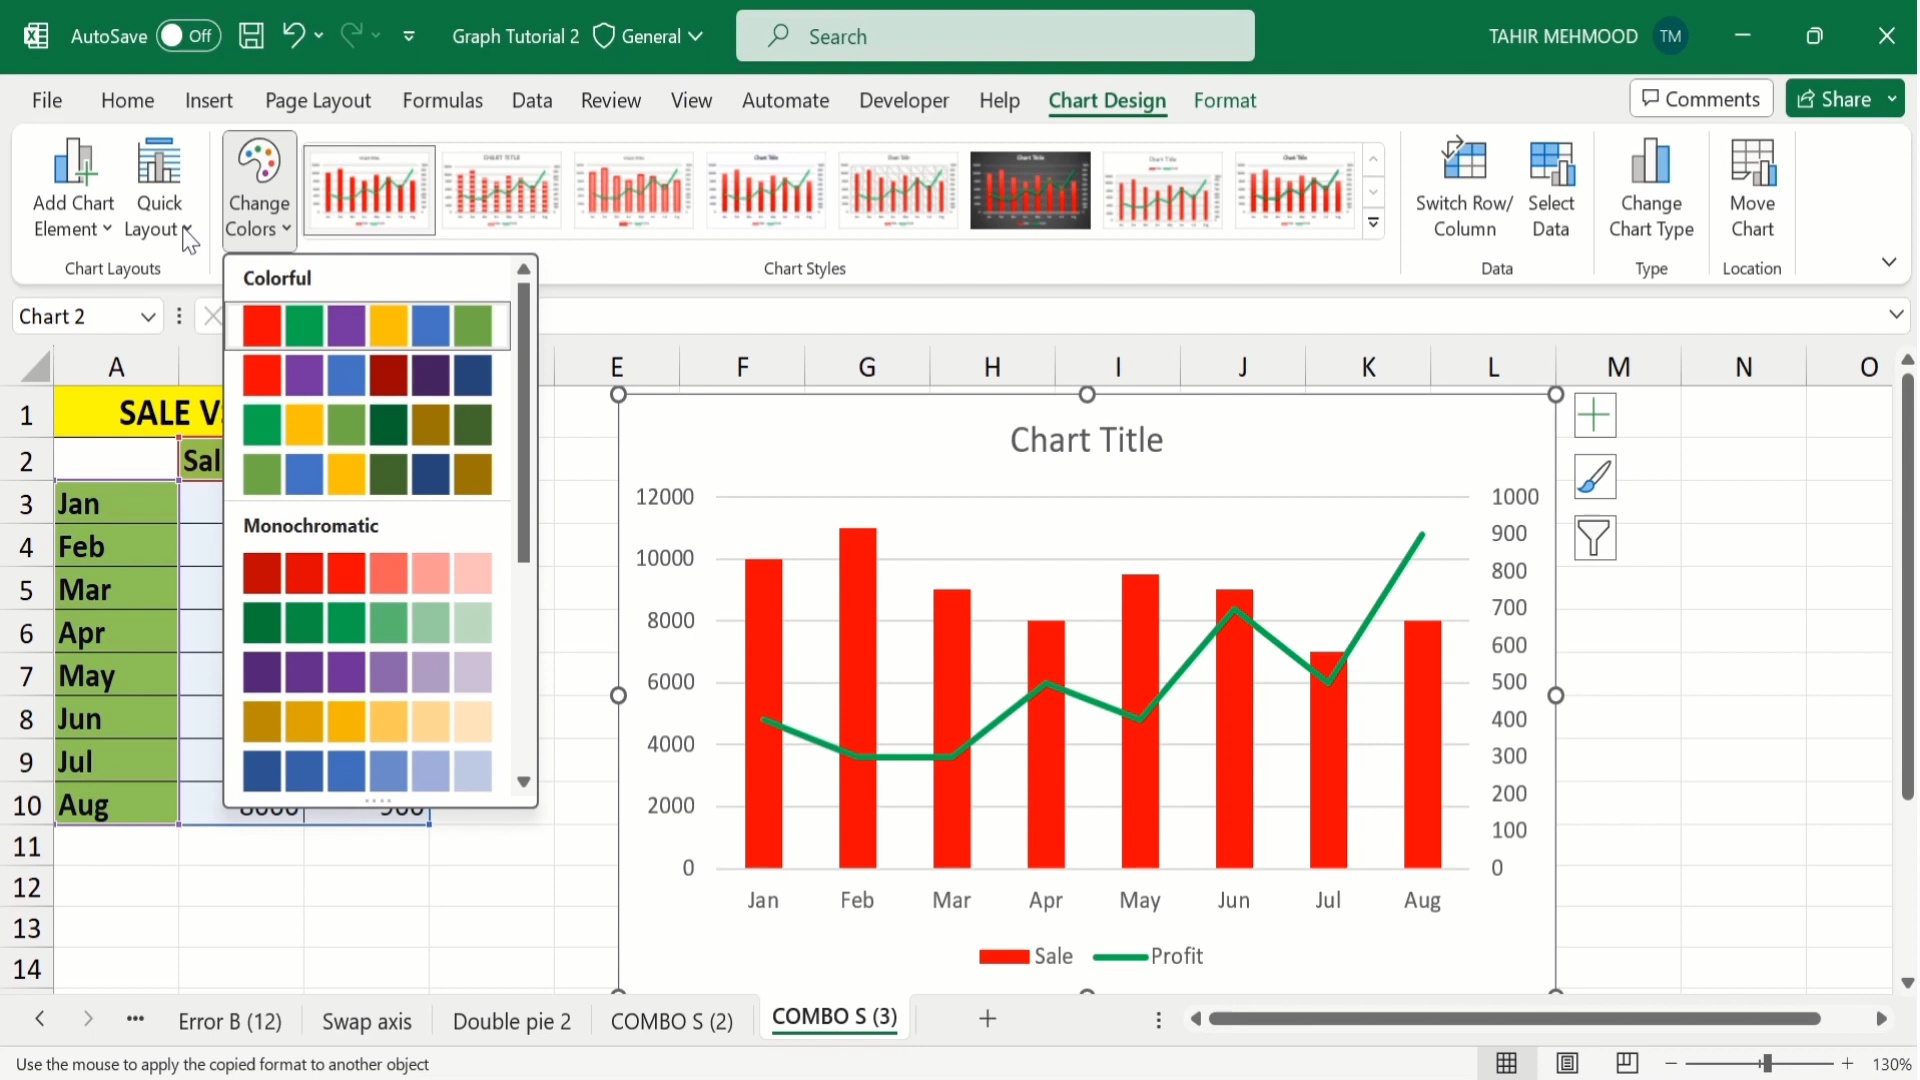 AutoSave Off Graph Tutorial 2 General Search TAHIR MEHMOOD TM
File Home Insert Page Layout Formulas Data Review View Automate Developer Help Chart Design Format Comments Share
Add Chart Element
Quick Layout
Change Colors
Switch Row/ Column
Select Data
Change Chart Type
Move Chart
Chart Layouts Chart Styles Data Type Location
Colorful
Monochromatic
Chart 2
A E F G H I J K L M N O
1 SALE V
2 Sal
3 Jan
4 Feb
5 Mar
6 Apr
7 May
8 Jun
9 Jul
10 Aug 8000 900
11
12
13
14
Chart Title
12000
10000
8000
6000
4000
2000
0
1000
900
800
700
600
500
400
300
200
100
0
Jan Feb Mar Apr May Jun Jul Aug
Sale Profit
Error B (12) Swap axis Double pie 2 COMBO S (2) COMBO S (3)
Use the mouse to apply the copied format to another object
130%